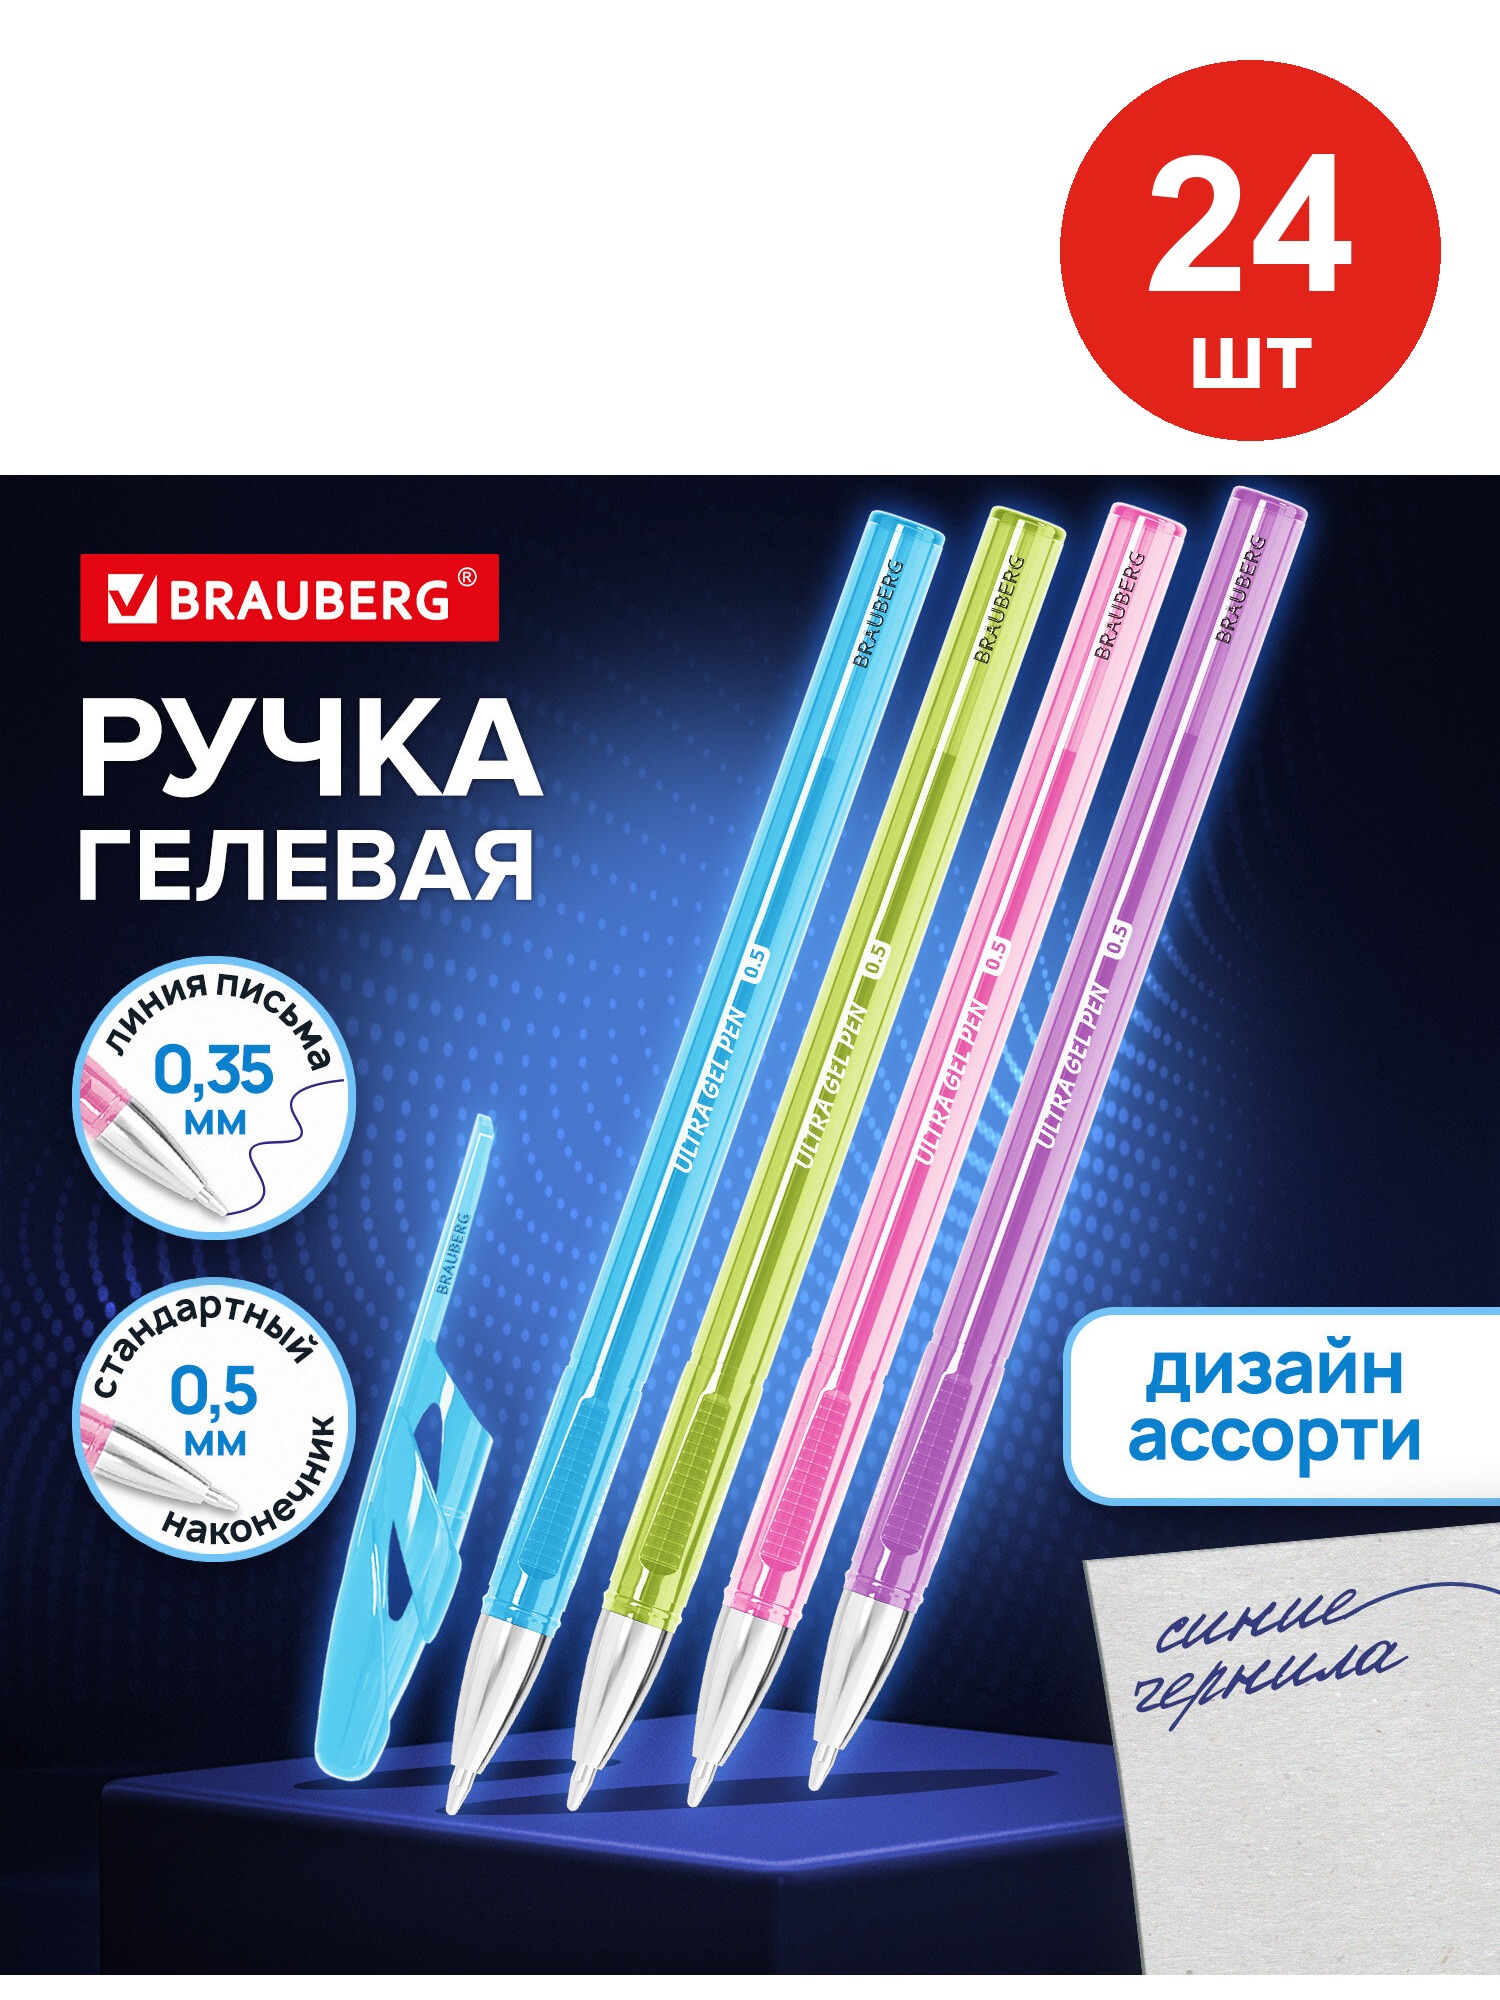 24
шт
BRAUBERG®
РУЧКА
ГЕЛЕВАЯ
линия письма
0,35
мм
стандартный
0,5
мм
наконечник
BRAUBERG
BRAUBERG
ULTRA GEL PEN 0.5
BRAUBERG
ULTRA GEL PEN 0.5
BRAUBERG
ULTRA GEL PEN 0.5
BRAUBERG
ULTRA GEL PEN 0.5
дизайн
ассорти
синие
чернила